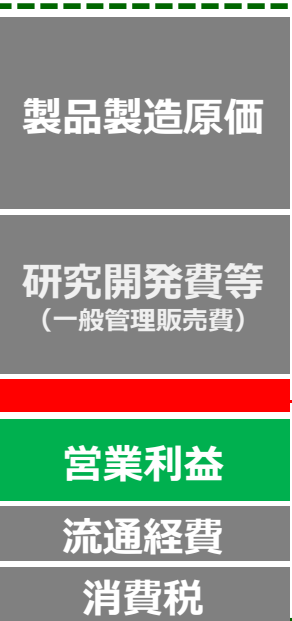 製品製造原価
研究開発費等
（一般管理販売費）
営業利益
流通経費
消費税